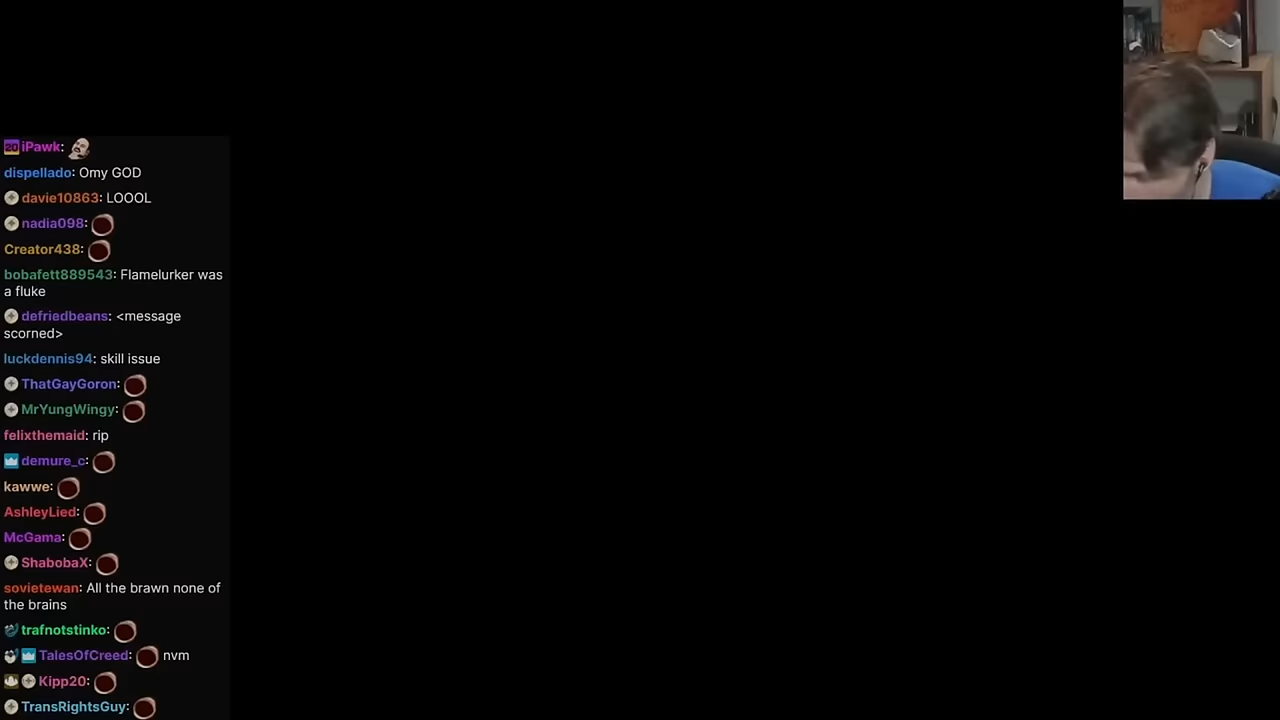 iPawk:
dispellado: Omy GOD
davie10863: LOOOL
nadia098:
Creator438:
bobafett889543: Flamelurker was
a fluke
defriedbeans: <message
scorned>
luckdennis94: skill issue
ThatGayGoron:
MrYungWingy:
felixthemaid: rip
demure_c:
kawwe:
AshleyLied:
McGama:
ShabobaX:
sovietewan: All the brawn none of
the brains
trafnotstinko:
TalesOfCreed: nvm
Kipp20:
TransRightsGuy: